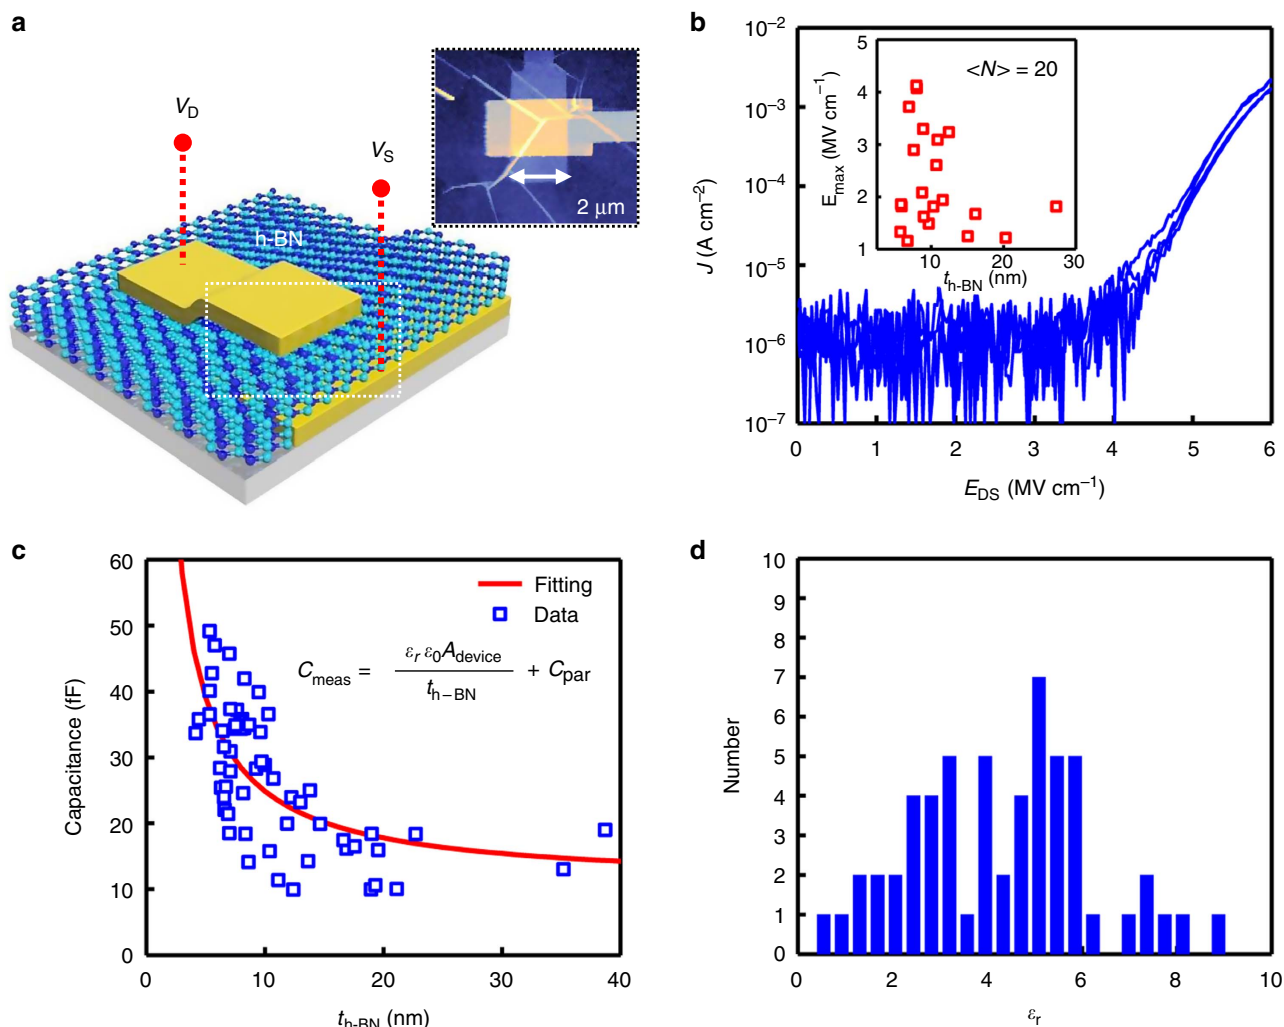 a
V_D
V_S
h-BN
2 μm
b
10⁻²
10⁻³
10⁻⁴
10⁻⁵
10⁻⁶
10⁻⁷
J (A cm⁻²)
0 1 2 3 4 5 6
E_DS (MV cm⁻¹)
5
4
3
2
1
E_max (MV cm⁻¹)
<N> = 20
10 20 30
t_h-BN (nm)
c
60
50
40
30
20
10
0
Capacitance (fF)
Fitting
Data
C_meas = ε_r ε_0 A_device / t_h−BN + C_par
0 10 20 30 40
t_h-BN (nm)
d
10
9
8
7
6
5
4
3
2
1
0
Number
0 2 4 6 8 10
ε_r